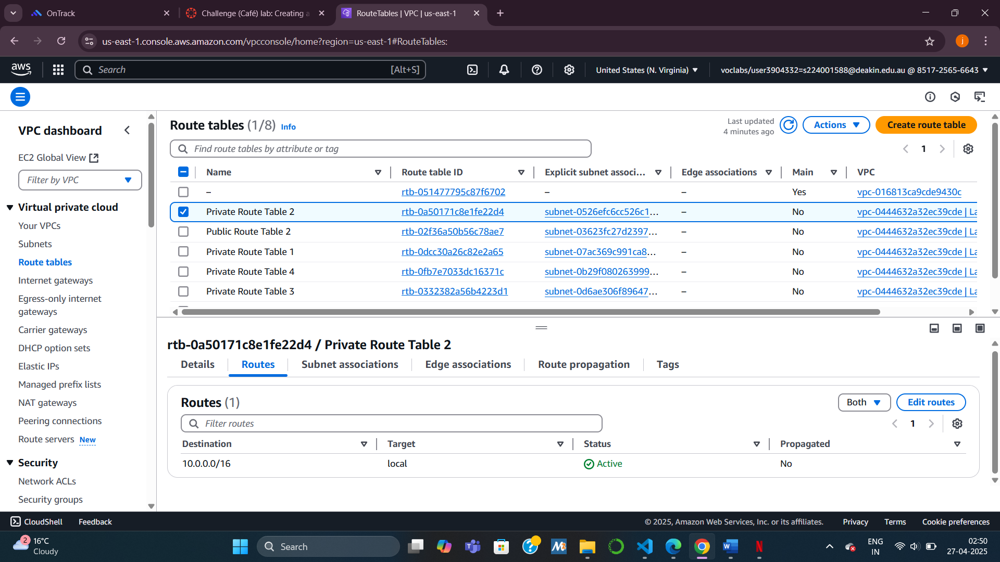 OnTrack
Challenge (Café) lab: Creating a
RouteTables | VPC | us-east-1
us-east-1.console.aws.amazon.com/vpcconsole/home?region=us-east-1#RouteTables:
j
aws
Search
[Alt+S]
United States (N. Virginia)
voclabs/user3904332=s224001588@deakin.edu.au @ 8517-2565-6643
VPC dashboard
EC2 Global View
Filter by VPC
Virtual private cloud
Your VPCs
Subnets
Route tables
Internet gateways
Egress-only internet
gateways
Carrier gateways
DHCP option sets
Elastic IPs
Managed prefix lists
NAT gateways
Peering connections
Route servers New
Security
Network ACLs
Security groups
Route tables (1/8) Info
Last updated
4 minutes ago
Actions
Create route table
Find route tables by attribute or tag
1
Name Route table ID Explicit subnet associ... Edge associations Main VPC
– rtb-051477795c87f6702 – – Yes vpc-016813ca9cde9430c
Private Route Table 2 rtb-0a50171c8e1fe22d4 subnet-0526efc6cc526c1... – No vpc-0444632a32ec39cde | La
Public Route Table 2 rtb-02f36a50b56c78ae7 subnet-03623fc27d2397... – No vpc-0444632a32ec39cde | La
Private Route Table 1 rtb-0dcc30a26c82e2a65 subnet-07ac369c991ca8... – No vpc-0444632a32ec39cde | La
Private Route Table 4 rtb-0fb7e7033dc16371c subnet-0b29f080263999... – No vpc-0444632a32ec39cde | La
Private Route Table 3 rtb-0332382a56b4223d1 subnet-0d6ae306f89647... – No vpc-0444632a32ec39cde | La
rtb-0a50171c8e1fe22d4 / Private Route Table 2
Details Routes Subnet associations Edge associations Route propagation Tags
Routes (1)
Both
Edit routes
Filter routes
1
Destination Target Status Propagated
10.0.0.0/16 local Active No
CloudShell Feedback
© 2025, Amazon Web Services, Inc. or its affiliates. Privacy Terms Cookie preferences
2
16°C
Cloudy
Search
ENG
IN
02:50
27-04-2025